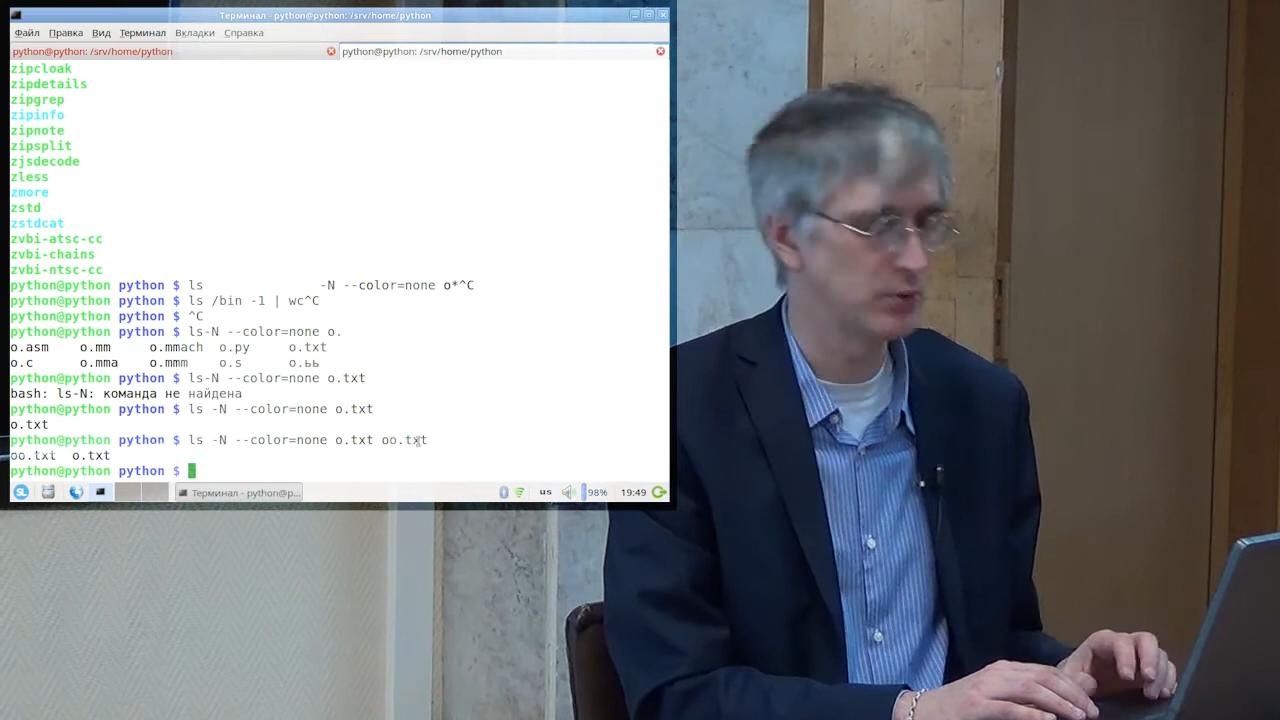 Терминал - python@python: /srv/home/python
Файл Правка Вид Терминал Вкладки Справка
python@python: /srv/home/python python@python: /srv/home/python
zipcloak
zipdetails
zipgrep
zipinfo
zipnote
zipsplit
zjsdecode
zless
zmore
zstd
zstdcat
zvbi-atsc-cc
zvbi-chains
zvbi-ntsc-cc
python@python python $ ls -N --color=none o*^C
python@python python $ ls /bin -1 | wc^C
python@python python $ ^C
python@python python $ ls-N --color=none o.
o.asm o.mm o.mmach o.py o.txt
o.c o.mma o.mmm o.s o.ьь
python@python python $ ls-N --color=none o.txt
bash: ls-N: команда не найдена
python@python python $ ls -N --color=none o.txt
o.txt
python@python python $ ls -N --color=none o.txt oo.txt
oo.txt o.txt
python@python python $
Терминал - python@p... us 98% 19:49